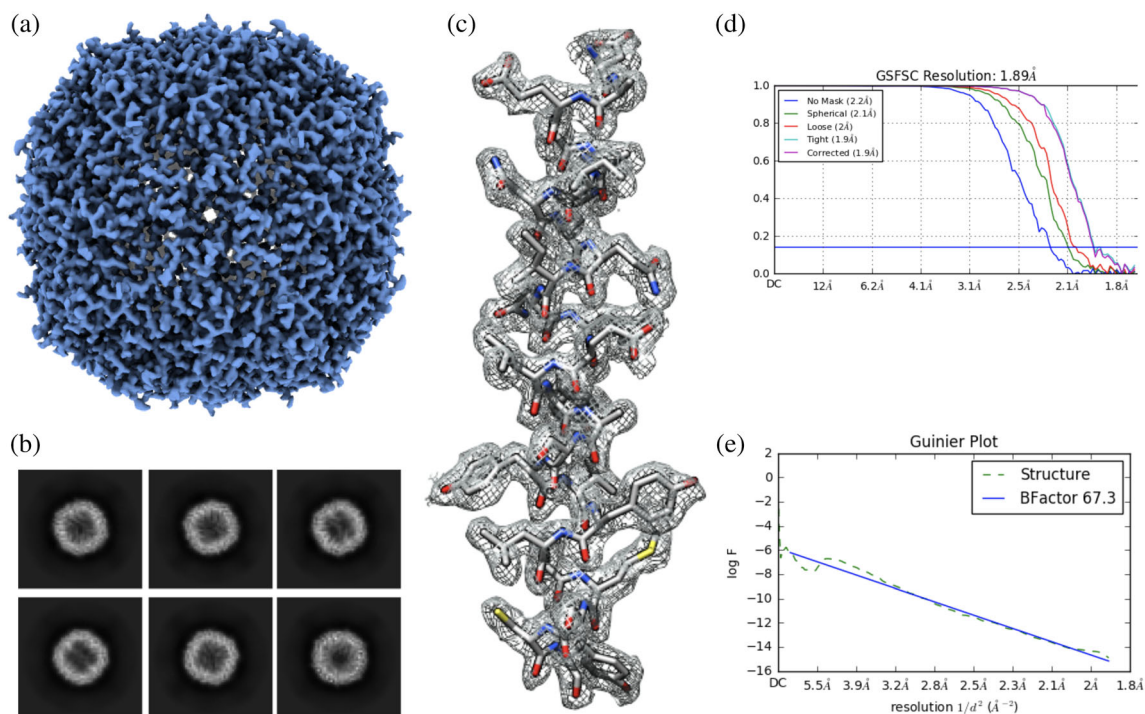 (a)
(c)
(d)
GSFSC Resolution: 1.89Å
1.0
0.8
0.6
0.4
0.2
0.0
No Mask (2.2Å)
Spherical (2.1Å)
Loose (2Å)
Tight (1.9Å)
Corrected (1.9Å)
DC 12Å 6.2Å 4.1Å 3.1Å 2.5Å 2.1Å 1.8Å
(b)
(e)
Guinier Plot
Structure
BFactor 67.3
log F
2
0
−2
−4
−6
−8
−10
−12
−14
−16
DC 5.5Å 3.9Å 3.2Å 2.8Å 2.5Å 2.3Å 2.1Å 2Å 1.8Å
resolution 1/d² (Å⁻²)